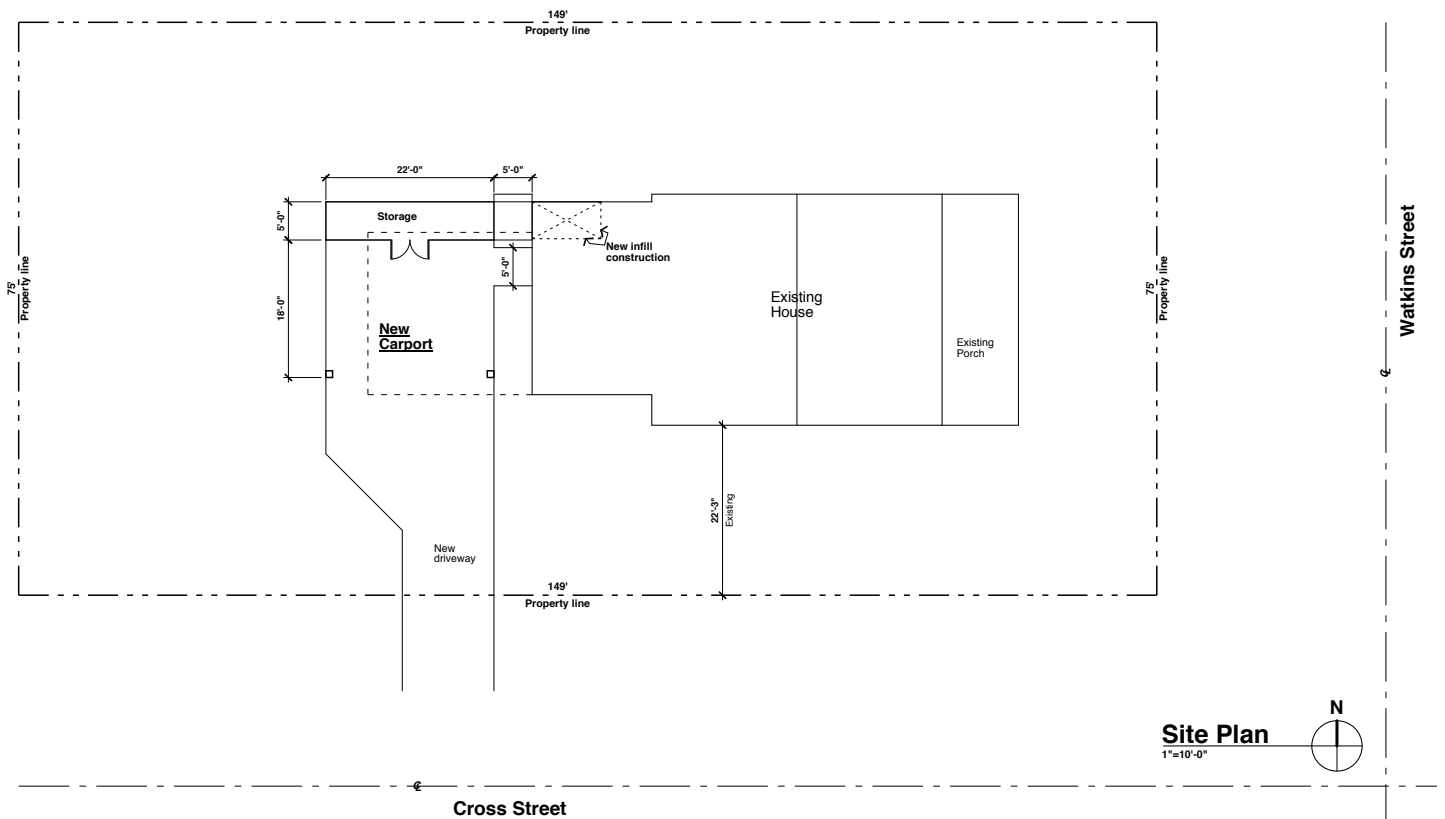 149'
Property line
22'-0"
5'-0"
5'-0"
Storage
New infill
construction
5'-0"
18'-0"
75'
Property line
75'
Property line
Existing
House
New
Carport
Existing
Porch
Watkins Street
℄
22'-3"
Existing
New
driveway
149'
Property line
N
Site Plan
1"=10'-0"
℄
Cross Street